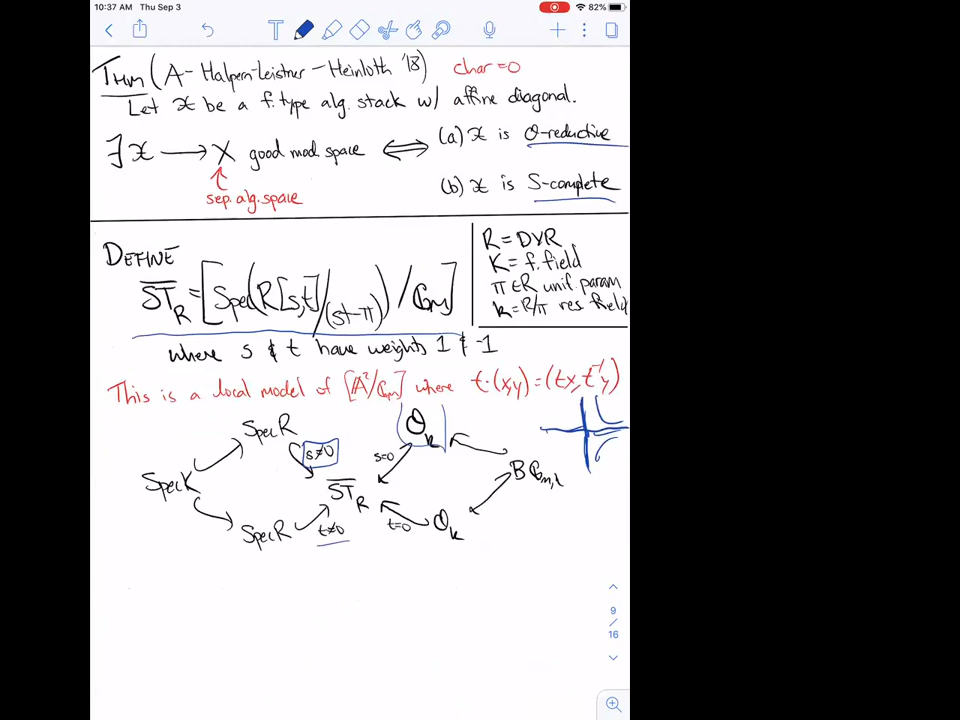 10:37 AM Thu Sep 3
82%
THM (A-Halpern-Leistner-Heinloth '18) char=0
Let 𝒳 be a f. type alg. stack w/ affine diagonal.
∃ 𝒳 → X good mod. space ⟺ (a) 𝒳 is Θ-reductive
sep. alg. space
(b) 𝒳 is S-complete
DEFINE
S̅T̅_R = [Spec(R[s,t]/(st-π))/G_m]
where s & t have weights 1 & -1
R = DVR
K = f. field
π ∈ R unif. param
k = R/π res. field
This is a local model of [A²/G_m] where t·(x,y) = (tx, t⁻¹y)
Spec R
s≠0
Θ_k
s=0
Spec K
S̅T̅_R
BG_m,k
Spec R
t≠0
t=0
Θ_k
9
/
16